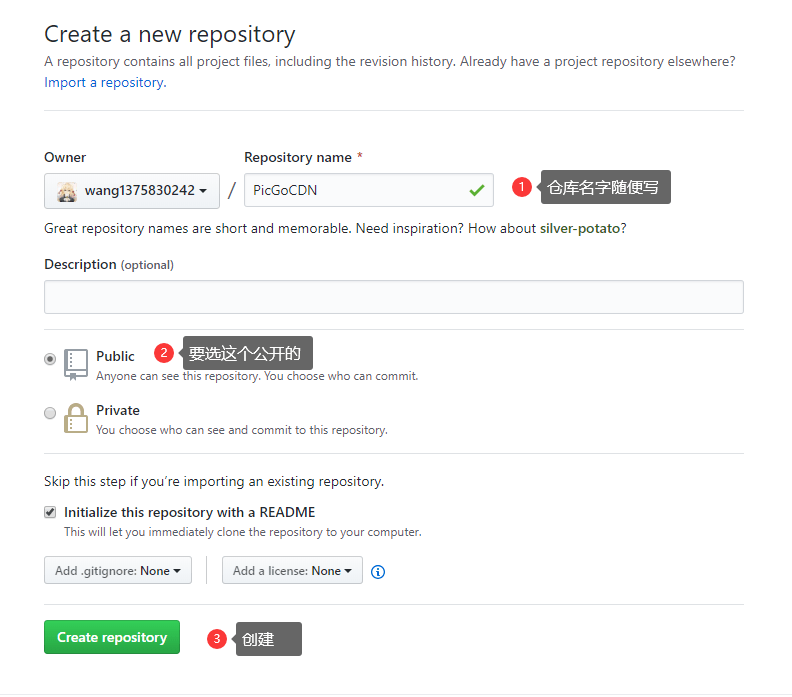 Create a new repository
A repository contains all project files, including the revision history. Already have a project repository elsewhere?
Import a repository.
Owner
Repository name *
wang1375830242 / PicGoCDN
1 仓库名字随便写
Great repository names are short and memorable. Need inspiration? How about silver-potato?
Description (optional)
Public
2 要选这个公开的
Anyone can see this repository. You choose who can commit.
Private
You choose who can see and commit to this repository.
Skip this step if you're importing an existing repository.
Initialize this repository with a README
This will let you immediately clone the repository to your computer.
Add .gitignore: None
Add a license: None
Create repository
3 创建